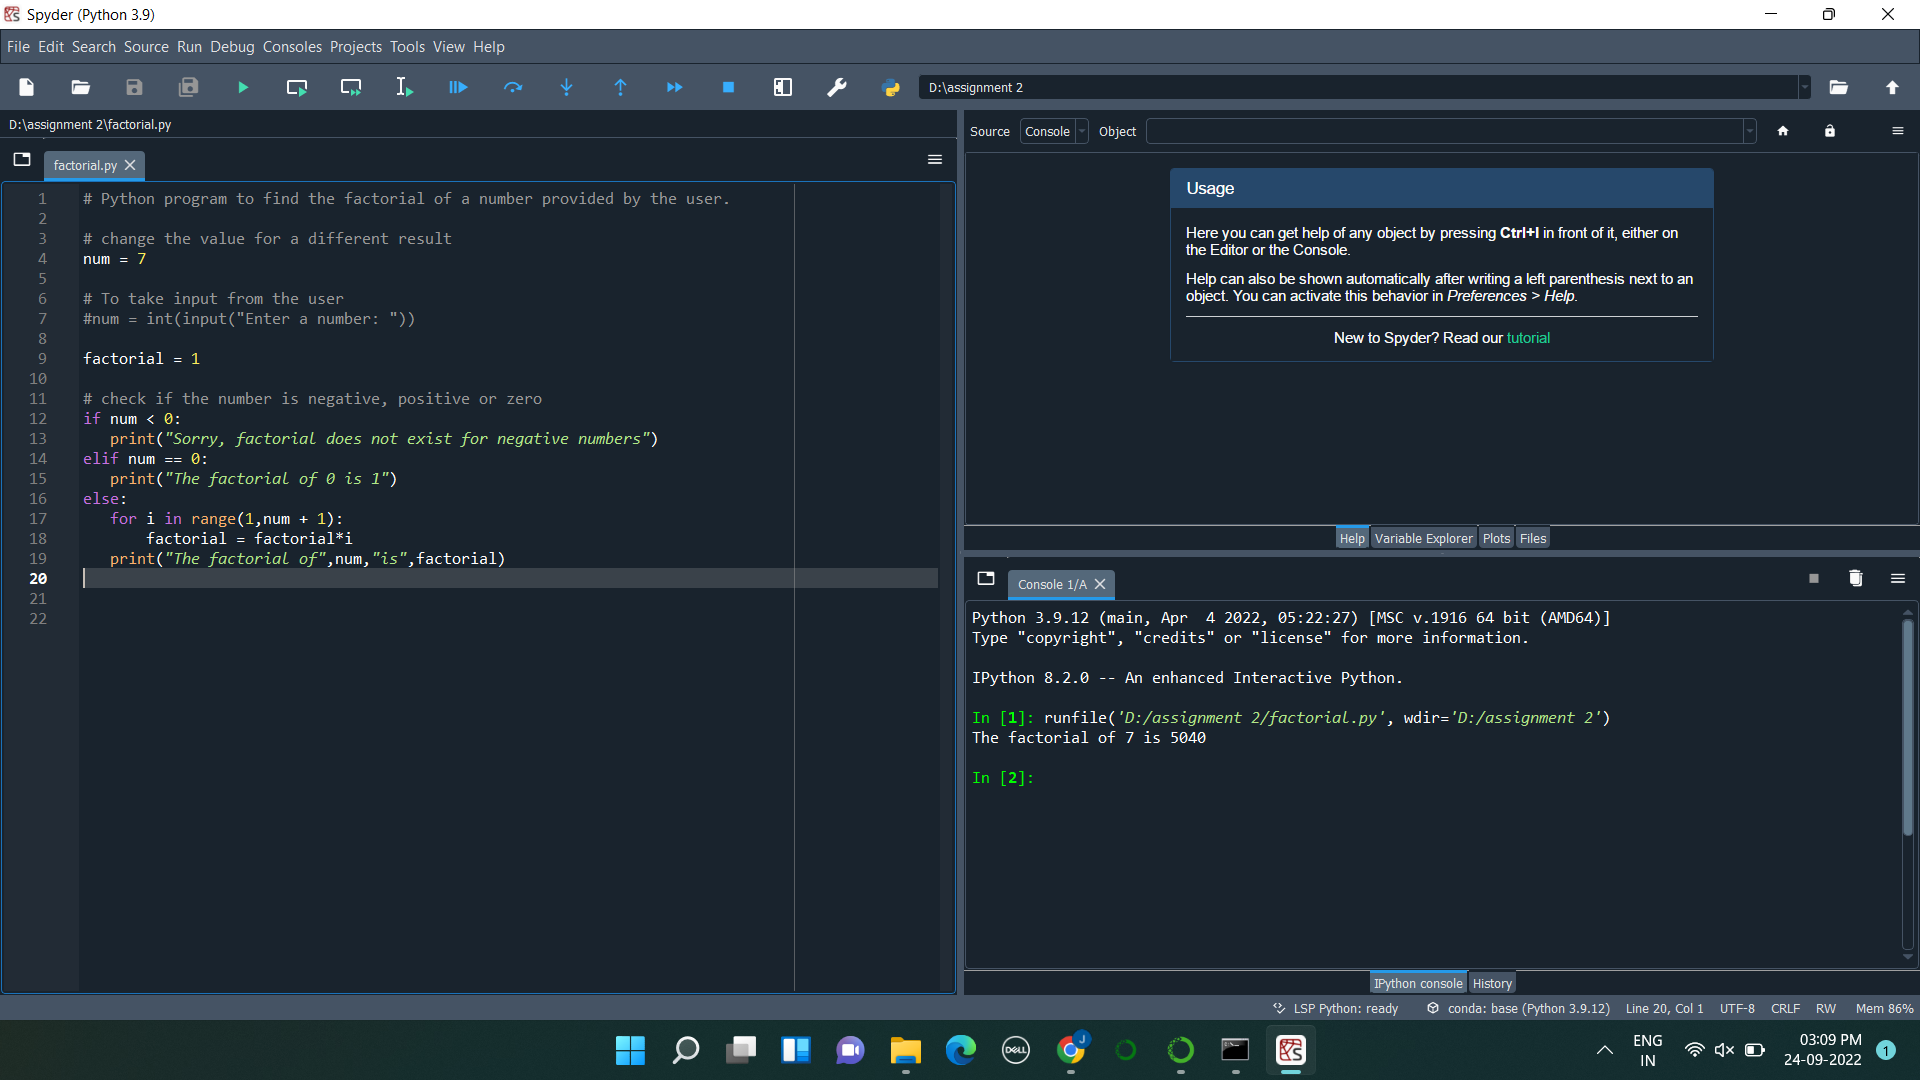 Spyder (Python 3.9)
File Edit Search Source Run Debug Consoles Projects Tools View Help
D:\assignment 2
D:\assignment 2\factorial.py
factorial.py
1 # Python program to find the factorial of a number provided by the user.
2
3 # change the value for a different result
4 num = 7
5
6 # To take input from the user
7 #num = int(input("Enter a number: "))
8
9 factorial = 1
10
11 # check if the number is negative, positive or zero
12 if num < 0:
13    print("Sorry, factorial does not exist for negative numbers")
14 elif num == 0:
15    print("The factorial of 0 is 1")
16 else:
17    for i in range(1,num + 1):
18        factorial = factorial*i
19    print("The factorial of",num,"is",factorial)
20
21
22
Source Console Object
Usage
Here you can get help of any object by pressing Ctrl+I in front of it, either on
the Editor or the Console.
Help can also be shown automatically after writing a left parenthesis next to an
object. You can activate this behavior in Preferences > Help.
New to Spyder? Read our tutorial
Help Variable Explorer Plots Files
Console 1/A
Python 3.9.12 (main, Apr  4 2022, 05:22:27) [MSC v.1916 64 bit (AMD64)]
Type "copyright", "credits" or "license" for more information.
IPython 8.2.0 -- An enhanced Interactive Python.
In [1]: runfile('D:/assignment 2/factorial.py', wdir='D:/assignment 2')
The factorial of 7 is 5040
In [2]:
IPython console History
LSP Python: ready conda: base (Python 3.9.12) Line 20, Col 1 UTF-8 CRLF RW Mem 86%
DELL
J
ENG
IN
03:09 PM
24-09-2022
1